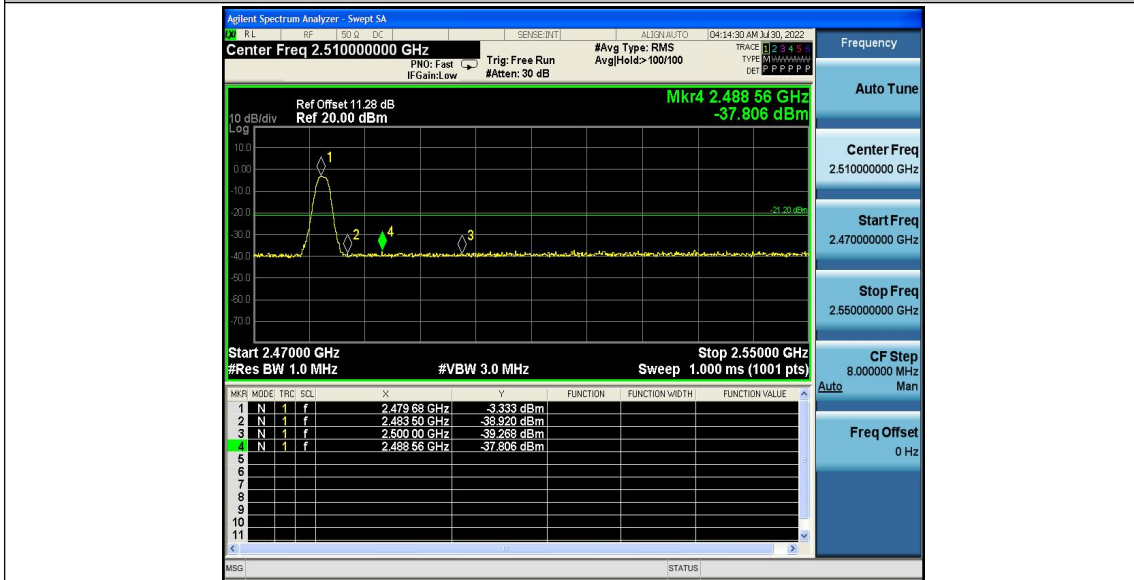 Agilent Spectrum Analyzer - Swept SA
LXI RL RF 50 Ω DC SENSE:INT ALIGN AUTO 04:14:30 AM Jul 30, 2022
Center Freq 2.510000000 GHz
PNO: Fast
IFGain:Low
Trig: Free Run
#Atten: 30 dB
#Avg Type: RMS
Avg|Hold:>100/100
TRACE 1 2 3 4 5 6
TYPE M
DET P P P P P P
Frequency
Auto Tune
Center Freq
2.510000000 GHz
Start Freq
2.470000000 GHz
Stop Freq
2.550000000 GHz
CF Step
8.000000 MHz
Auto Man
Freq Offset
0 Hz
Mkr4 2.488 56 GHz
-37.806 dBm
Ref Offset 11.28 dB
10 dB/div Ref 20.00 dBm
Log
10.0
0.00
-10.0
-20.0
-30.0
-40.0
-50.0
-60.0
-70.0
1
2
4
3
-21.20 dBm
Start 2.47000 GHz Stop 2.55000 GHz
#Res BW 1.0 MHz #VBW 3.0 MHz Sweep 1.000 ms (1001 pts)
MKR MODE TRC SCL X Y FUNCTION FUNCTION WIDTH FUNCTION VALUE
1 N 1 f 2.479 68 GHz -3.333 dBm
2 N 1 f 2.483 50 GHz -38.920 dBm
3 N 1 f 2.500 00 GHz -39.268 dBm
4 N 1 f 2.488 56 GHz -37.806 dBm
5
6
7
8
9
10
11
MSG STATUS